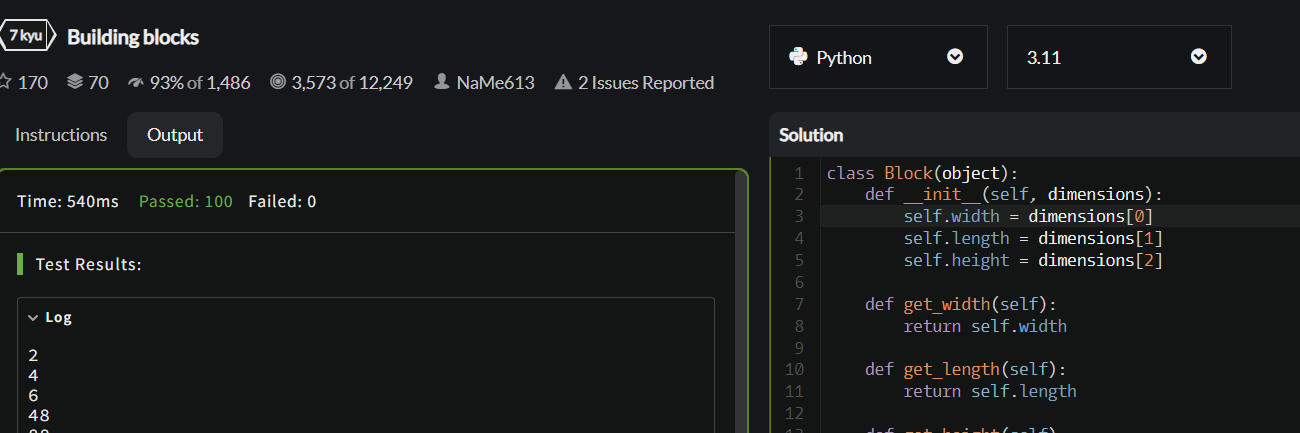 7 kyu Building blocks
170 70 93% of 1,486 3,573 of 12,249 NaMe613 2 Issues Reported
Python 3.11
Instructions Output
Time: 540ms Passed: 100 Failed: 0
Test Results:
Log
2
4
6
48
Solution
1 class Block(object):
2     def __init__(self, dimensions):
3         self.width = dimensions[0]
4         self.length = dimensions[1]
5         self.height = dimensions[2]
6
7     def get_width(self):
8         return self.width
9
10     def get_length(self):
11         return self.length
12
13     def get_height(self)